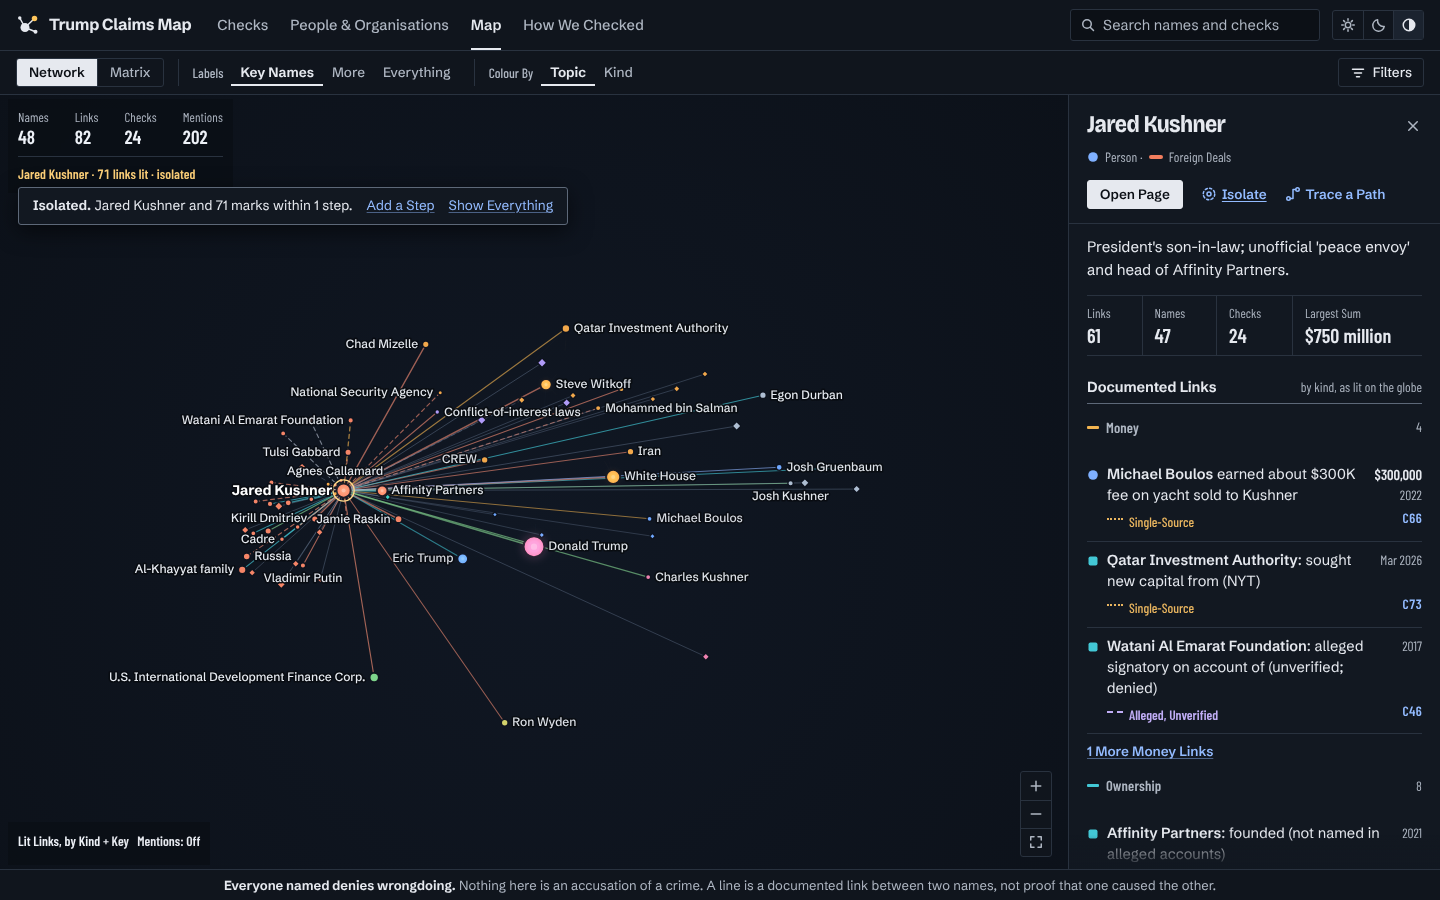 Trump Claims Map
Checks
People & Organisations
Map
How We Checked
Search names and checks
Network
Matrix
Labels
Key Names
More
Everything
Colour By
Topic
Kind
Filters
Names
Links
Checks
Mentions
48
82
24
202
Jared Kushner · 71 links lit · isolated
Isolated. Jared Kushner and 71 marks within 1 step.
Add a Step
Show Everything
Qatar Investment Authority
Chad Mizelle
Steve Witkoff
National Security Agency
Egon Durban
Conflict-of-interest laws
Mohammed bin Salman
Watani Al Emarat Foundation
Tulsi Gabbard
Iran
CREW
Agnes Callamard
Josh Gruenbaum
White House
Jared Kushner
Affinity Partners
Josh Kushner
Kirill Dmitriev
Jamie Raskin
Michael Boulos
Cadre
Donald Trump
Russia
Eric Trump
Al-Khayyat family
Vladimir Putin
Charles Kushner
U.S. International Development Finance Corp.
Ron Wyden
Lit Links, by Kind + Key
Mentions: Off
Jared Kushner
Person ·
Foreign Deals
Open Page
Isolate
Trace a Path
President's son-in-law; unofficial 'peace envoy'
and head of Affinity Partners.
Links
Names
Checks
Largest Sum
61
47
24
$750 million
Documented Links
by kind, as lit on the globe
Money
4
Michael Boulos earned about $300K
$300,000
fee on yacht sold to Kushner
2022
Single-Source
C66
Qatar Investment Authority: sought
Mar 2026
new capital from (NYT)
Single-Source
C73
Watani Al Emarat Foundation: alleged
2017
signatory on account of (unverified;
denied)
Alleged, Unverified
C46
1 More Money Links
Ownership
8
Affinity Partners: founded (not named in
2021
alleged accounts)
Everyone named denies wrongdoing. Nothing here is an accusation of a crime. A line is a documented link between two names, not proof that one caused the other.